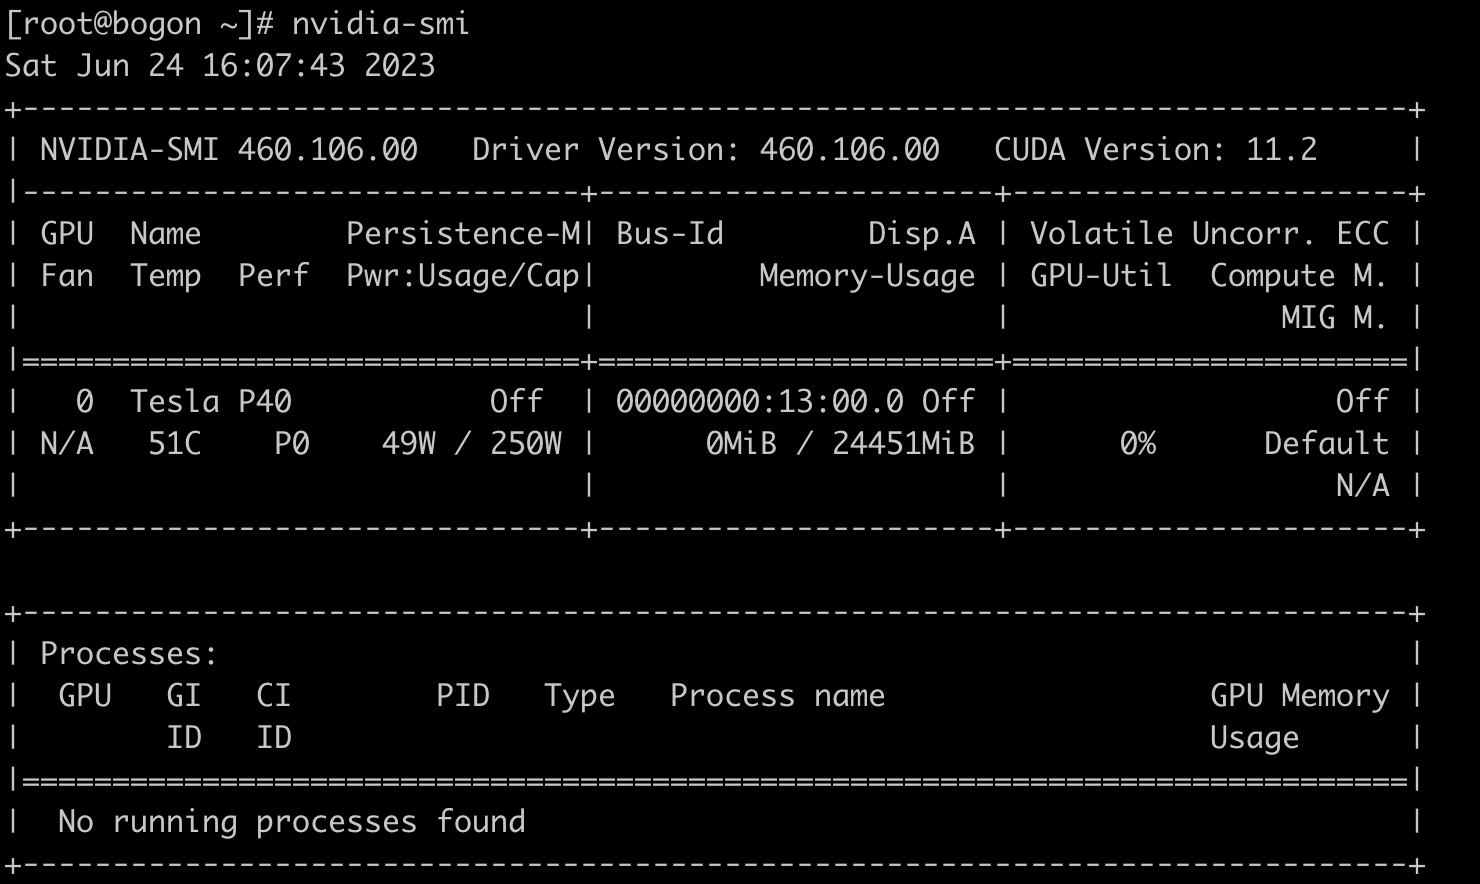 [root@bogon ~]# nvidia-smi
Sat Jun 24 16:07:43 2023
+-----------------------------------------------------------------------------+
| NVIDIA-SMI 460.106.00   Driver Version: 460.106.00   CUDA Version: 11.2     |
|-------------------------------+----------------------+----------------------+
| GPU  Name        Persistence-M| Bus-Id        Disp.A | Volatile Uncorr. ECC |
| Fan  Temp  Perf  Pwr:Usage/Cap|         Memory-Usage | GPU-Util  Compute M. |
|                               |                      |               MIG M. |
|===============================+======================+======================|
|   0  Tesla P40           Off  | 00000000:13:00.0 Off |                  Off |
| N/A   51C    P0    49W / 250W |      0MiB / 24451MiB |      0%      Default |
|                               |                      |                  N/A |
+-------------------------------+----------------------+----------------------+

+-----------------------------------------------------------------------------+
| Processes:                                                                  |
|  GPU   GI   CI        PID   Type   Process name                  GPU Memory |
|        ID   ID                                                   Usage      |
|=============================================================================|
|  No running processes found                                                 |
+-----------------------------------------------------------------------------+